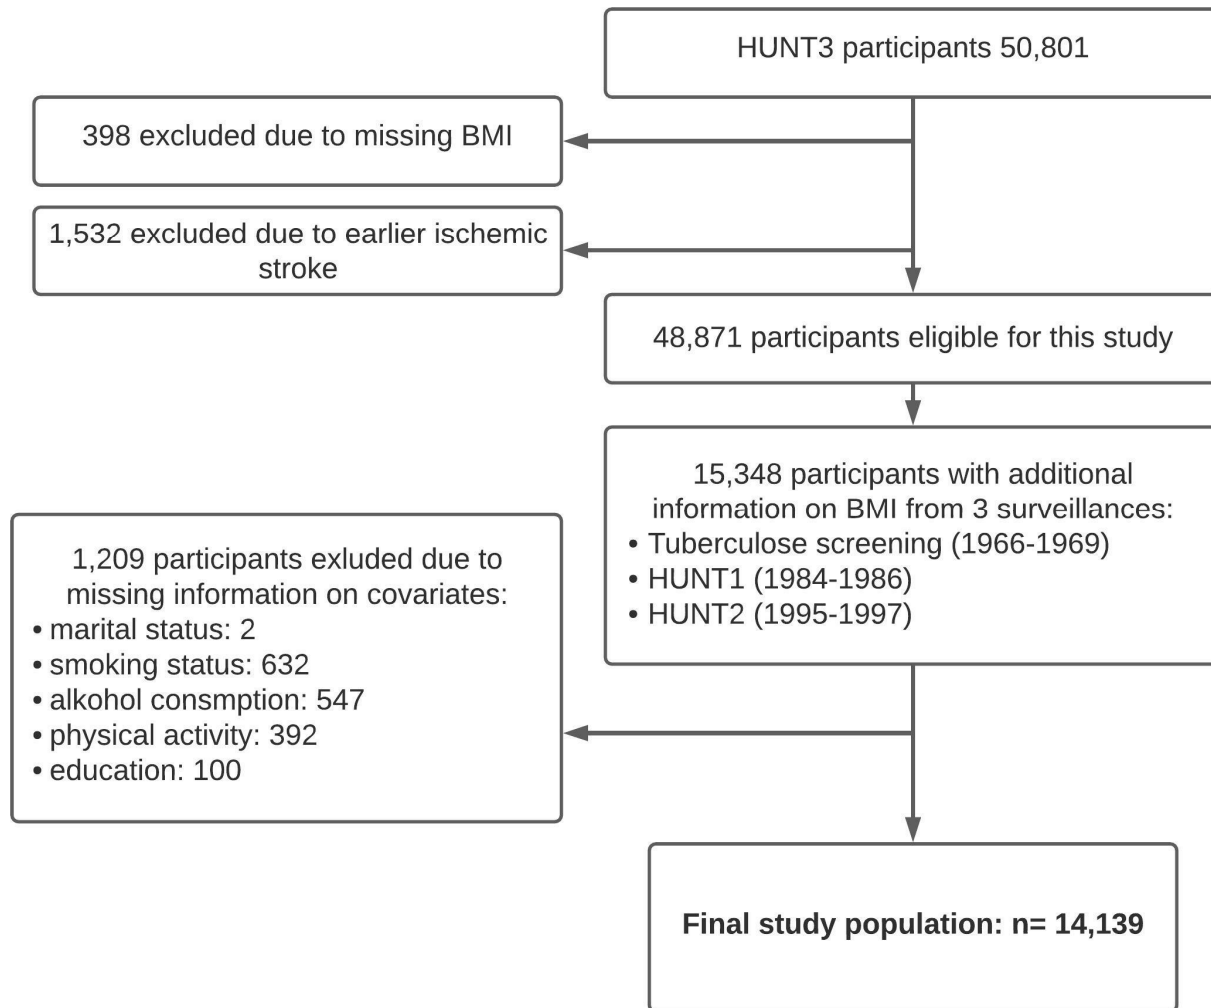 HUNT3 participants 50,801
398 excluded due to missing BMI
1,532 excluded due to earlier ischemic
stroke
48,871 participants eligible for this study
15,348 participants with additional
information on BMI from 3 surveillances:
• Tuberculose screening (1966-1969)
• HUNT1 (1984-1986)
• HUNT2 (1995-1997)
1,209 participants exluded due to
missing information on covariates:
• marital status: 2
• smoking status: 632
• alkohol consmption: 547
• physical activity: 392
• education: 100
Final study population: n= 14,139